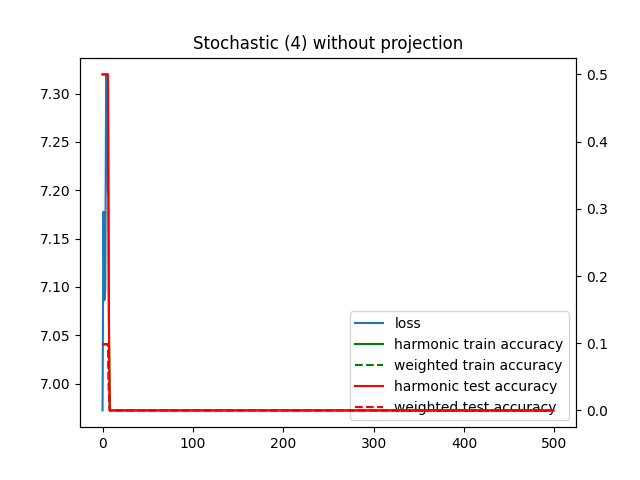 Stochastic (4) without projection
7.30
7.25
7.20
7.15
7.10
7.05
7.00
0.5
0.4
0.3
0.2
0.1
0.0
loss
harmonic train accuracy
weighted train accuracy
harmonic test accuracy
weighted test accuracy
0 100 200 300 400 500